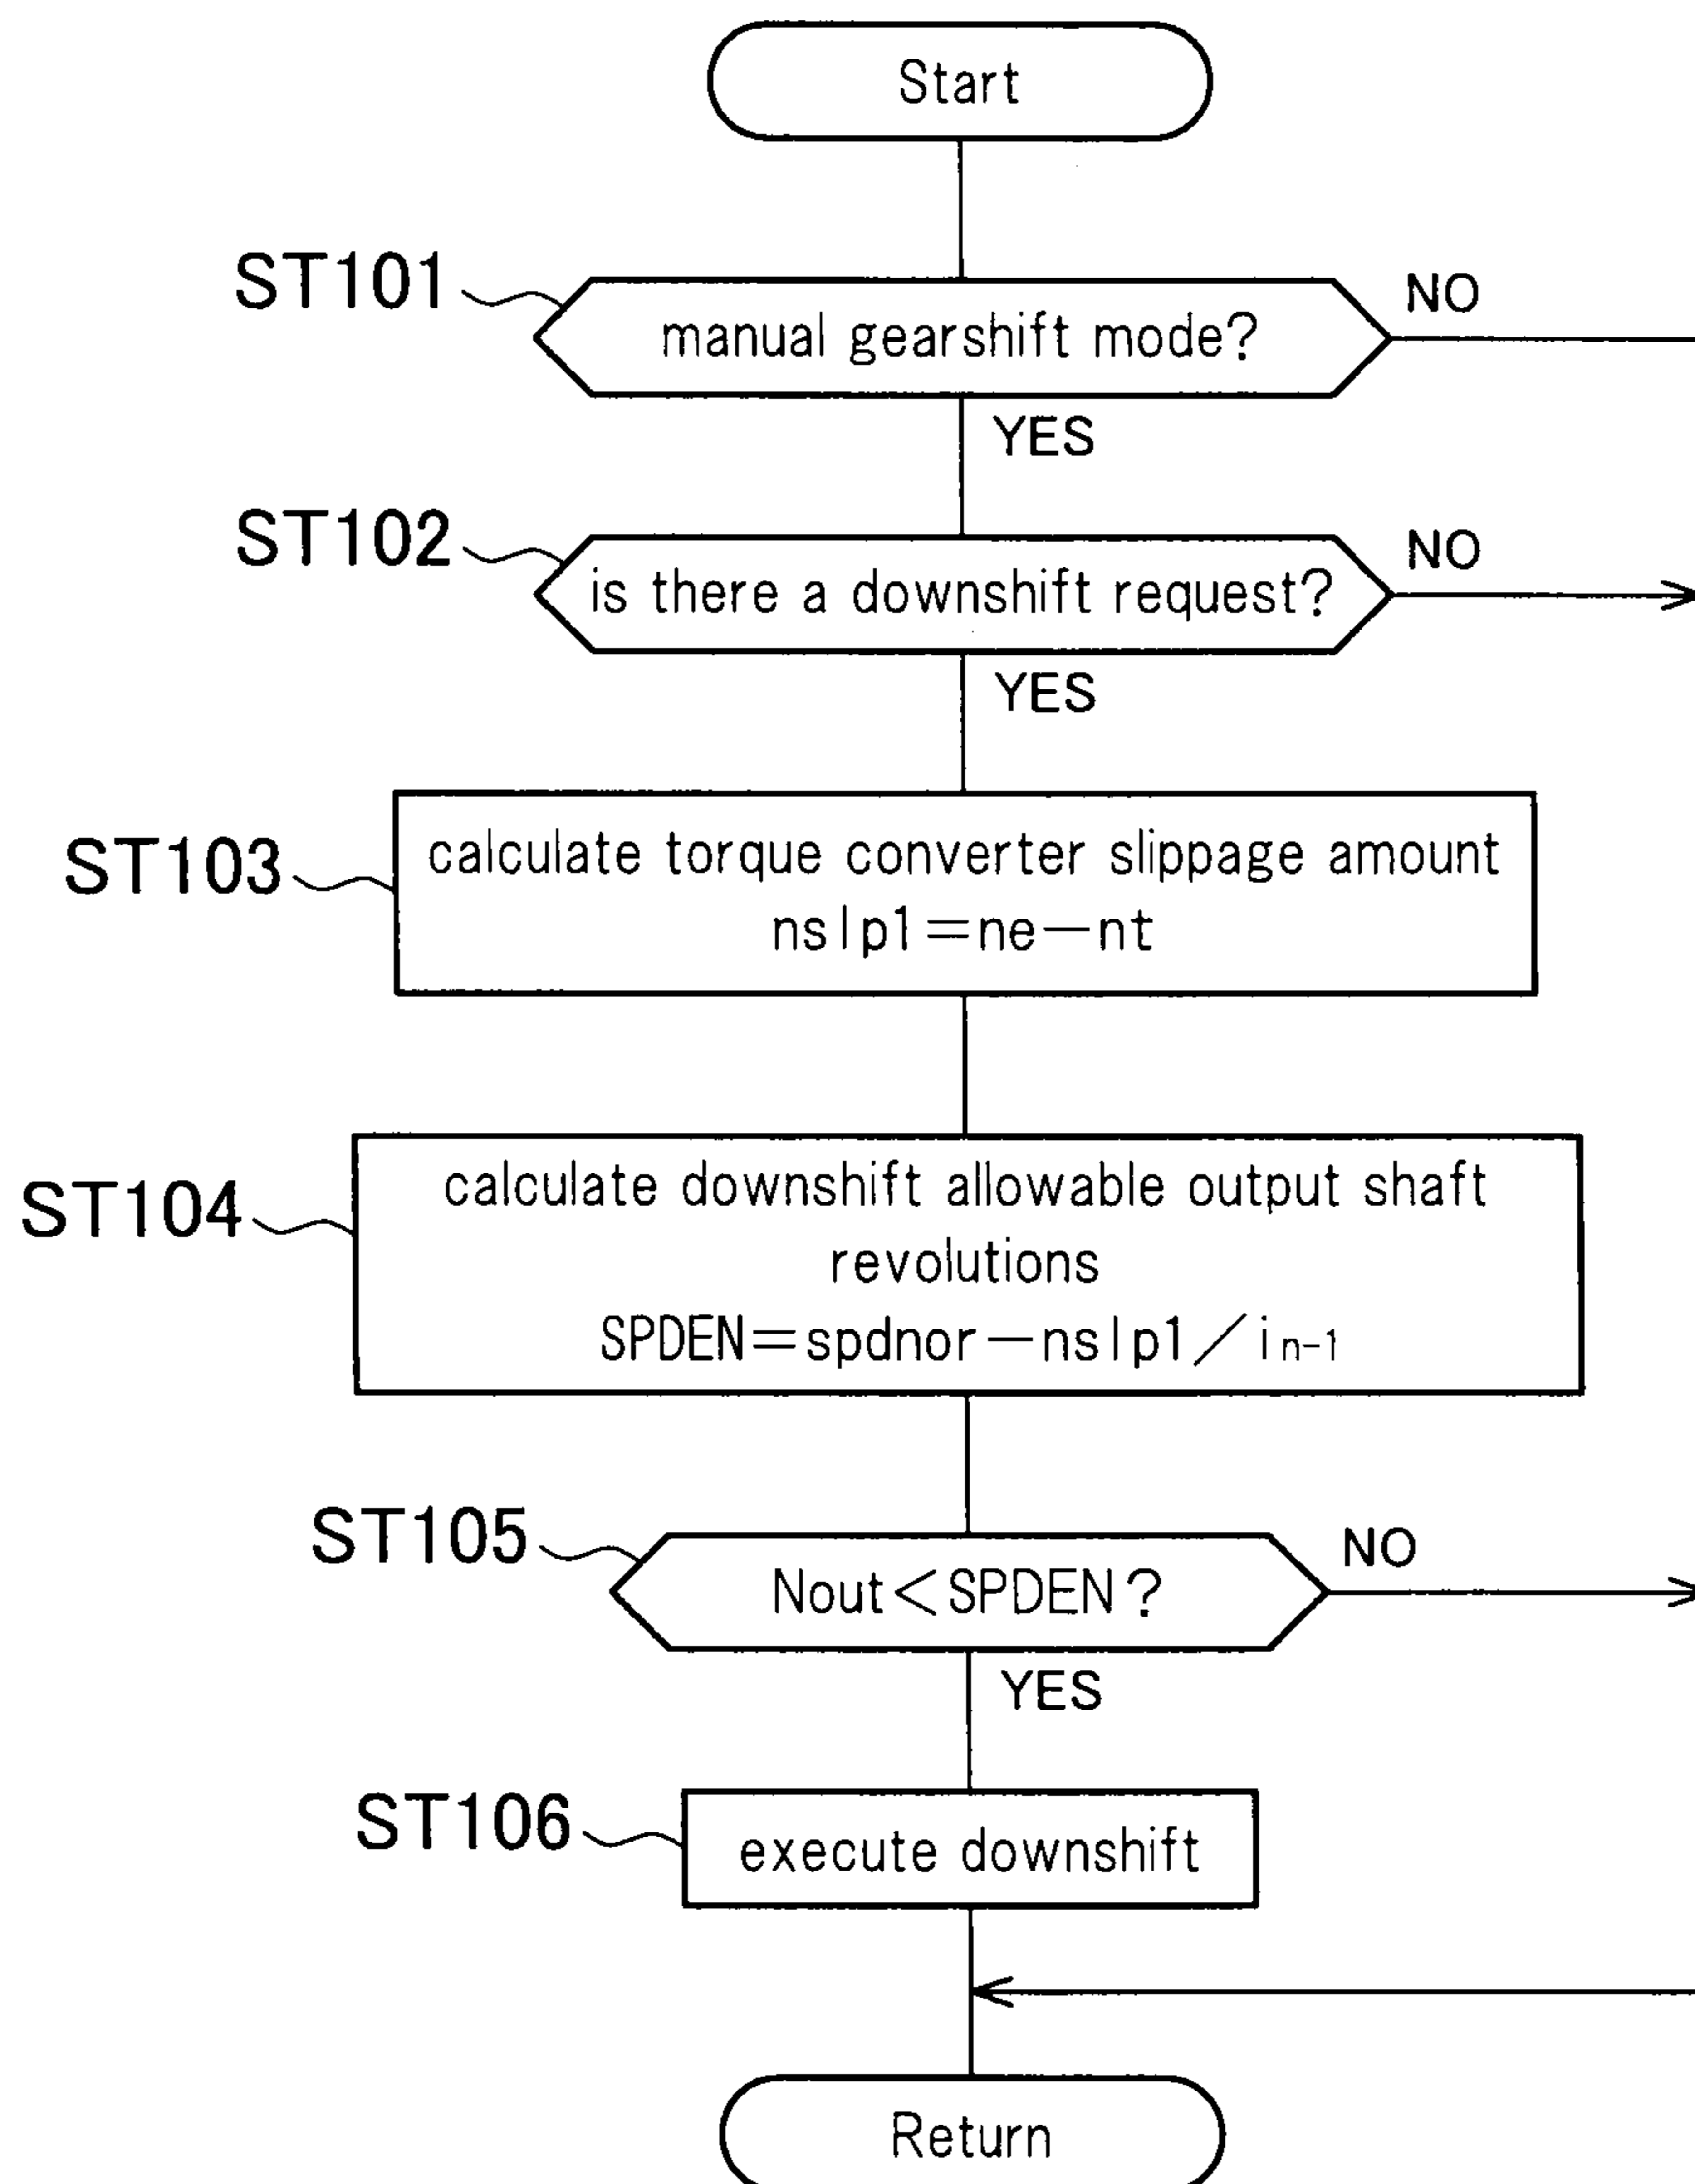 Start
ST101
manual gearshift mode?
NO
YES
ST102
is there a downshift request?
NO
YES
ST103
calculate torque converter slippage amount
nslp1=ne−nt
ST104
calculate downshift allowable output shaft
revolutions
SPDEN=spdnor−nslp1/iₙ₋₁
ST105
Nout<SPDEN?
NO
YES
ST106
execute downshift
Return